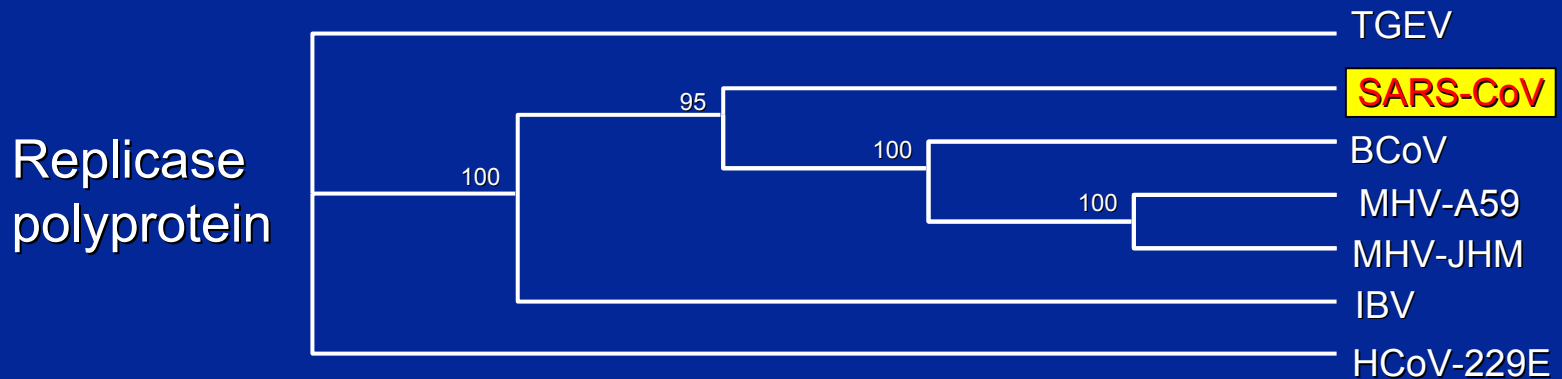 Replicase
polyprotein
TGEV
95
SARS-CoV
100
BCoV
100
100
MHV-A59
MHV-JHM
IBV
HCoV-229E